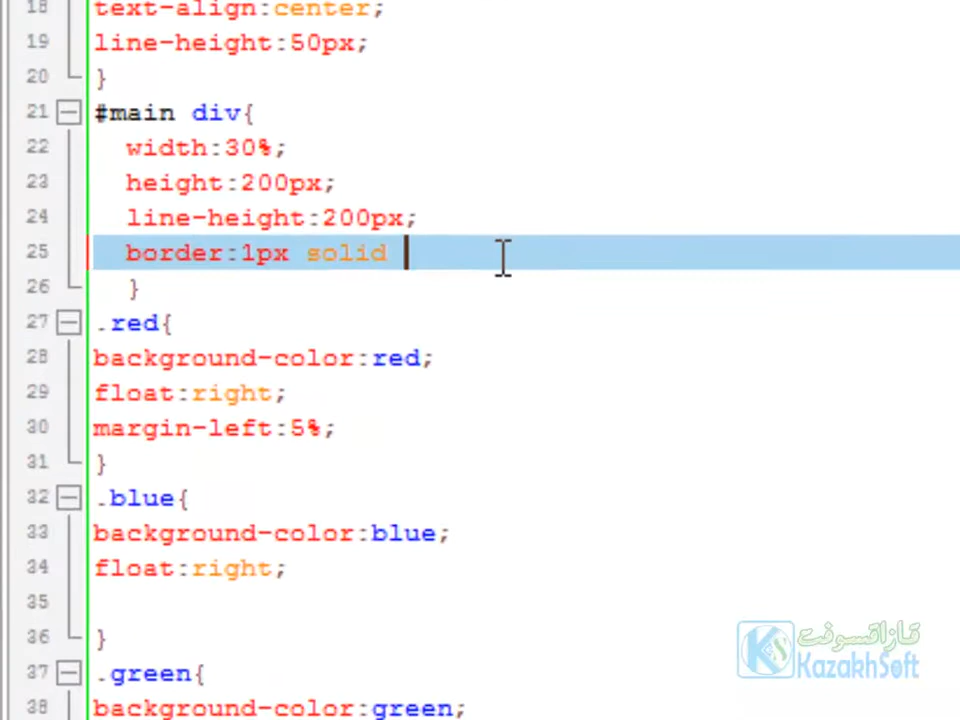 18 text-align:center;
19 line-height:50px;
20 }
21 #main div{
22 width:30%;
23 height:200px;
24 line-height:200px;
25 border:1px solid
26 }
27 .red{
28 background-color:red;
29 float:right;
30 margin-left:5%;
31 }
32 .blue{
33 background-color:blue;
34 float:right;
35
36 }
37 .green{
38 background-color:green;
قازاقسوفت
KazakhSoft